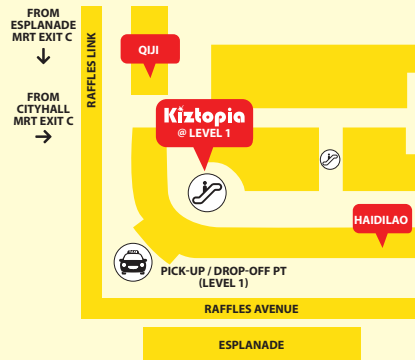 FROM
ESPLANADE
MRT EXIT C
FROM
CITYHALL
MRT EXIT C
RAFFLES LINK
QIJI
Kiztopia
@ LEVEL 1
HAIDILAO
PICK-UP / DROP-OFF PT
(LEVEL 1)
RAFFLES AVENUE
ESPLANADE